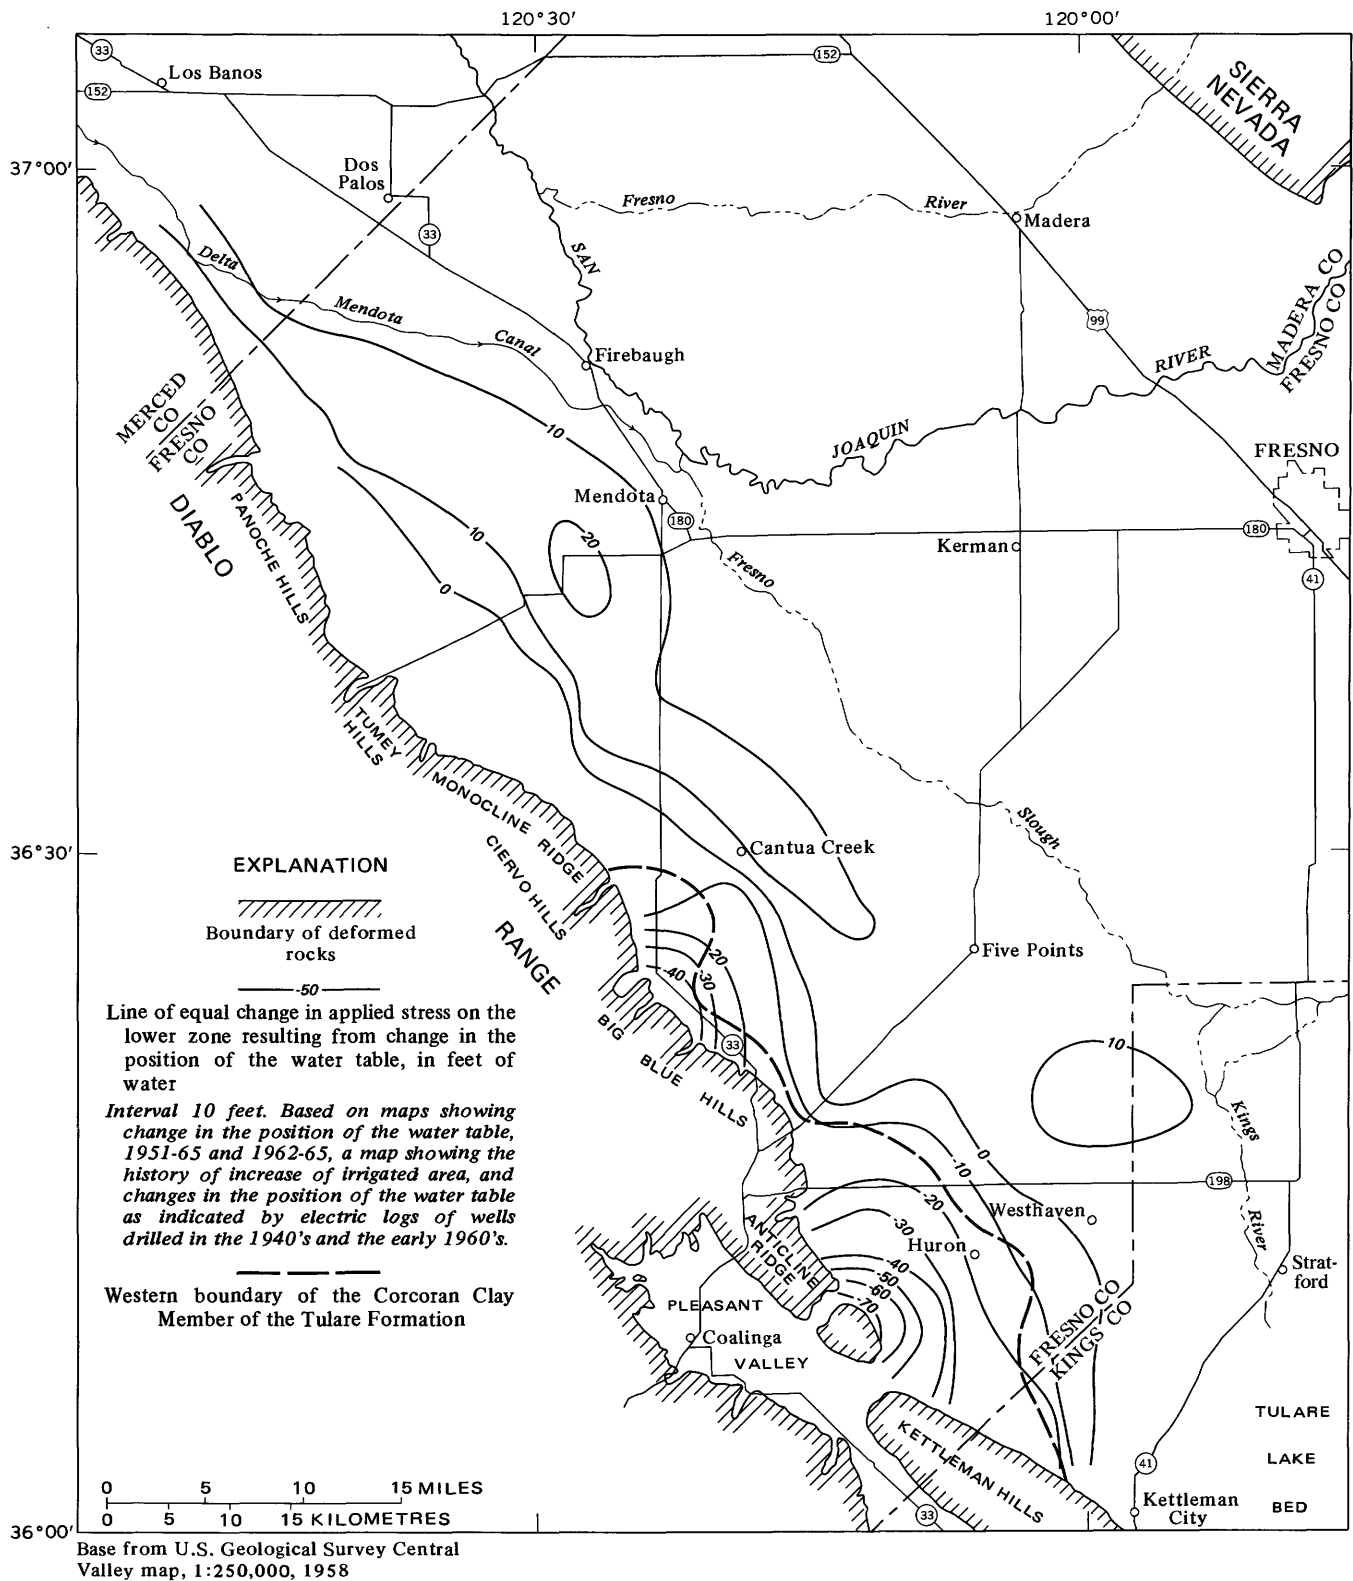 120°30'
120°00'
33
Los Banos
152
152
SIERRA
NEVADA
37°00'
Dos
Palos
33
Fresno
River
Madera
SAN
Delta
Mendota
Canal
Firebaugh
99
MADERA CO
FRESNO CO
RIVER
JOAQUIN
MERCED
CO
FRESNO
CO
10
FRESNO
DIABLO
PANOCHE HILLS
Mendota
180
180
10
20
Kerman
Fresno
41
0
TUMEY
HILLS
MONOCLINE RIDGE
CIERVO HILLS
RANGE
Slough
36°30'
Cantua Creek
EXPLANATION
Boundary of deformed
rocks
-50
Line of equal change in applied stress on the
lower zone resulting from change in the
position of the water table, in feet of
water
Interval 10 feet. Based on maps showing
change in the position of the water table,
1951-65 and 1962-65, a map showing the
history of increase of irrigated area, and
changes in the position of the water table
as indicated by electric logs of wells
drilled in the 1940's and the early 1960's.
Western boundary of the Corcoran Clay
Member of the Tulare Formation
-20
-30
-40
Five Points
BIG
BLUE
HILLS
33
10
Kings
River
0
-10
-20
-30
198
Westhaven
Huron
ANTICLINE
RIDGE
-40
-50
-60
-70
Strat-
ford
PLEASANT
VALLEY
Coalinga
FRESNO CO
KINGS CO
KETTLEMAN HILLS
TULARE
LAKE
BED
41
Kettleman
City
33
0 5 10 15 MILES
0 5 10 15 KILOMETRES
36°00'
Base from U.S. Geological Survey Central
Valley map, 1:250,000, 1958